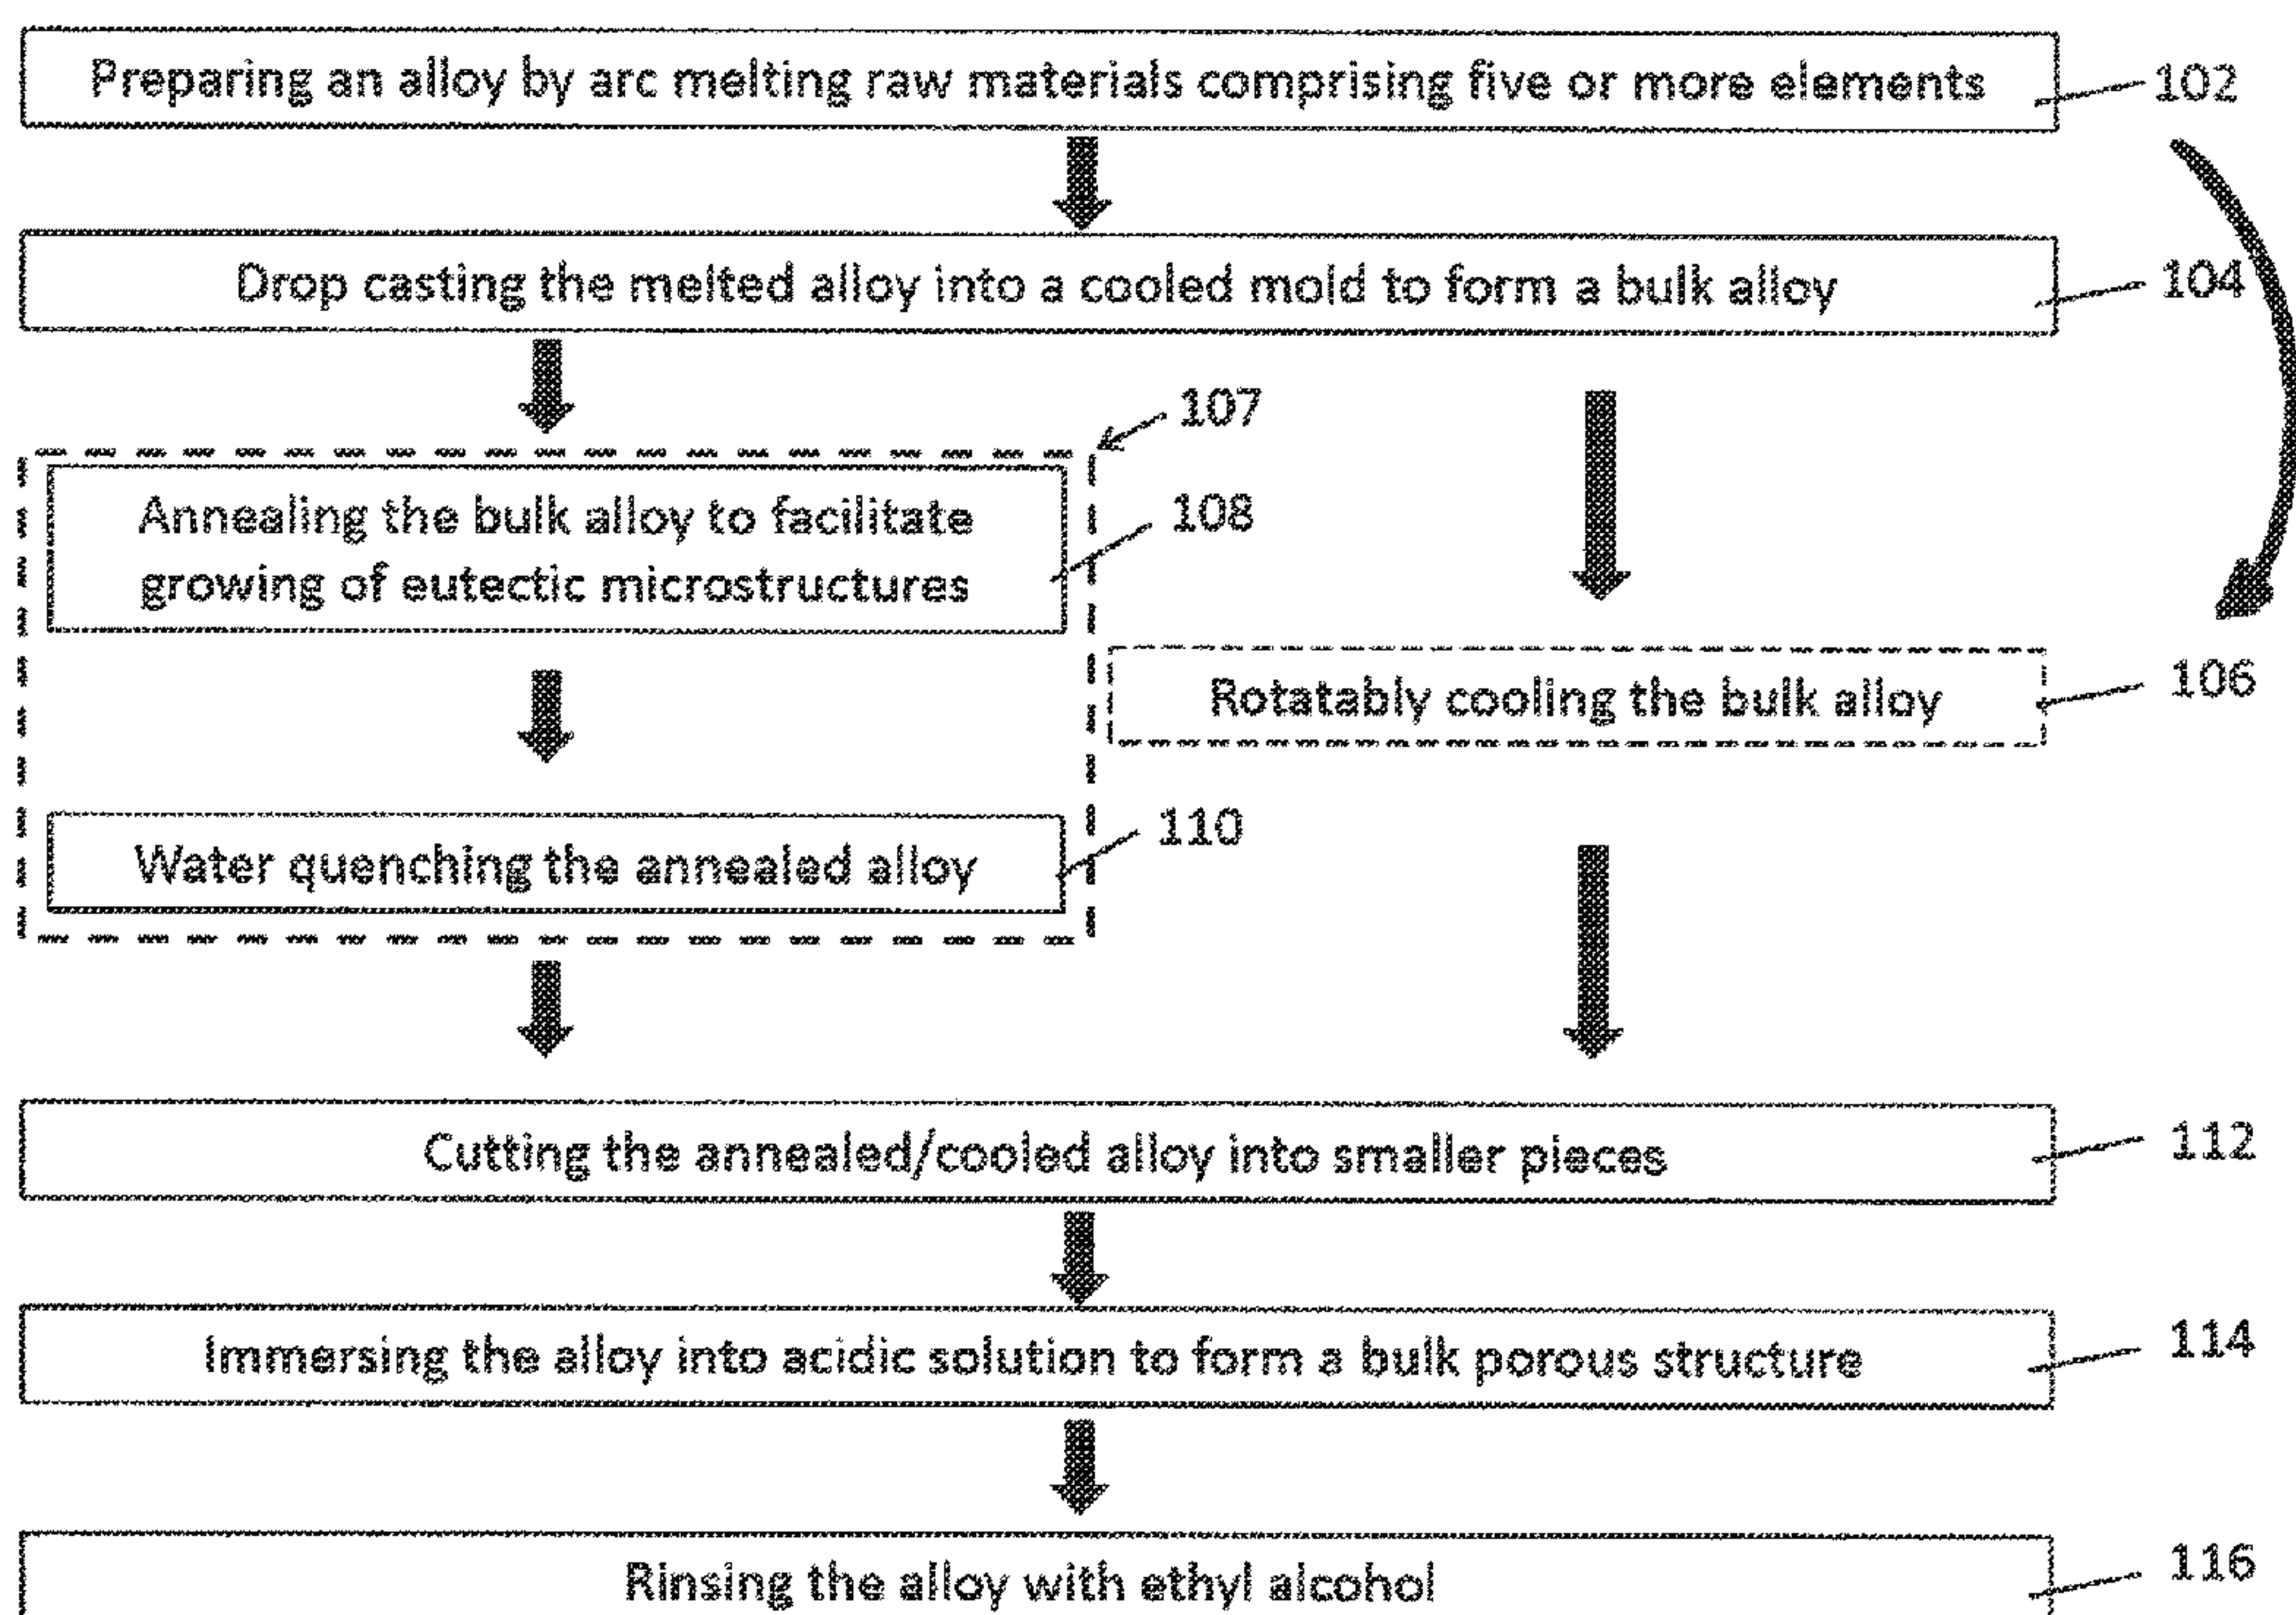 Preparing an alloy by arc melting raw materials comprising five or more elements
102
Drop casting the melted alloy into a cooled mold to form a bulk alloy
104
107
Annealing the bulk alloy to facilitate
growing of eutectic microstructures
108
Rotatably cooling the bulk alloy
106
Water quenching the annealed alloy
110
Cutting the annealed/cooled alloy into smaller pieces
112
Immersing the alloy into acidic solution to form a bulk porous structure
114
Rinsing the alloy with ethyl alcohol
116